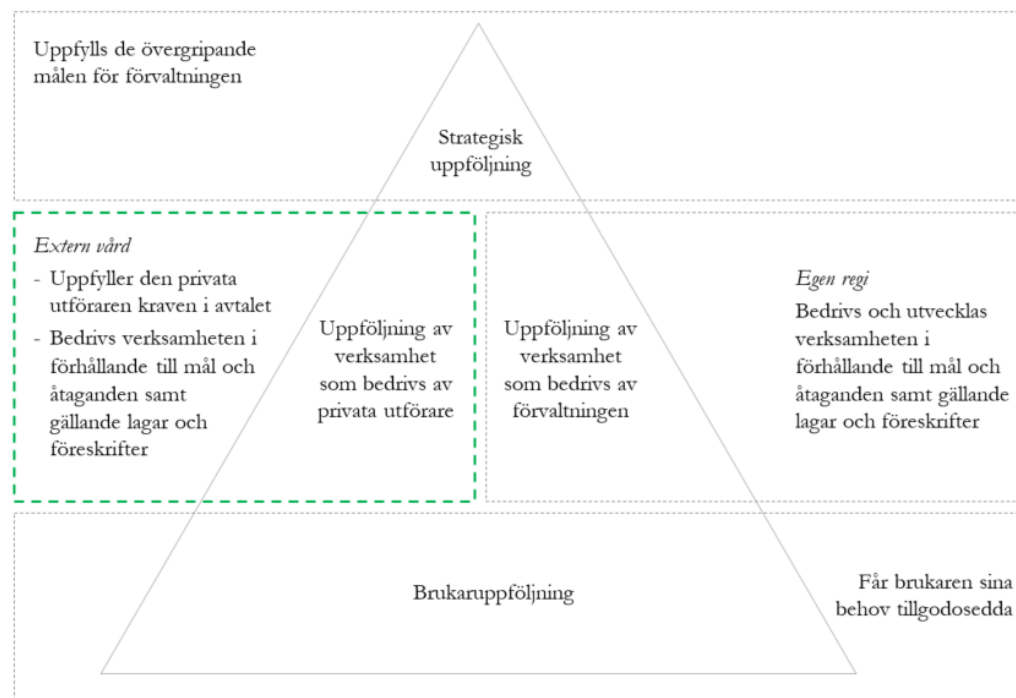 Uppfylls de övergripande
målen för förvaltningen
Strategisk
uppföljning
Extern vård
- Uppfyller den privata
utföraren kraven i avtalet
- Bedrivs verksamheten i
förhållande till mål och
åtaganden samt
gällande lagar och
föreskrifter
Uppföljning av
verksamhet
som bedrivs av
privata utförare
Uppföljning av
verksamhet
som bedrivs av
förvaltningen
Egen regi
Bedrivs och utvecklas
verksamheten i
förhållande till mål och
åtaganden samt gällande
lagar och föreskrifter
Brukaruppföljning
Får brukaren sina
behov tillgodosedda